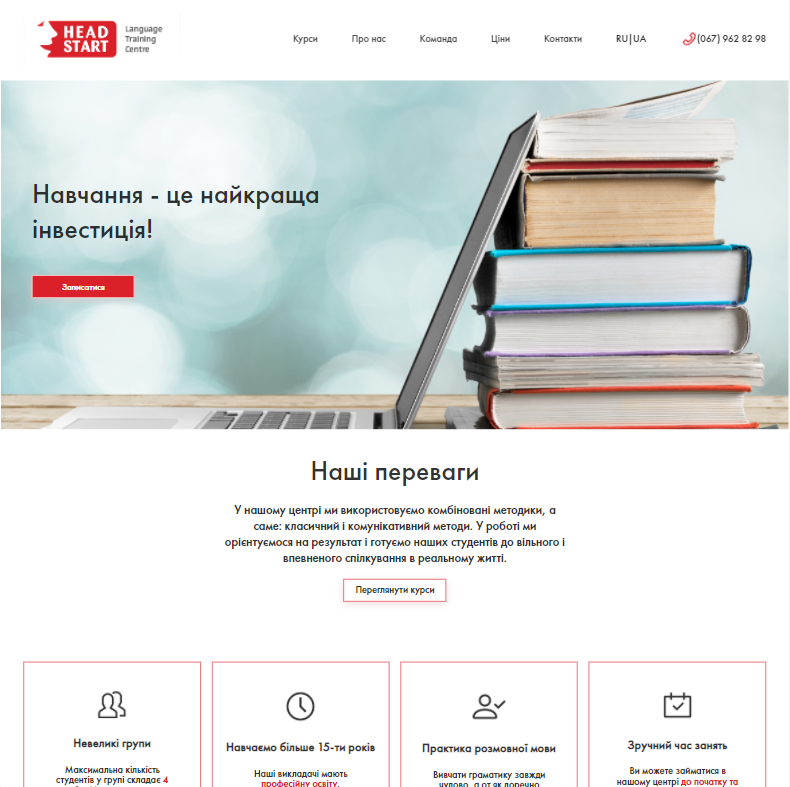 HEAD
START
Language
Training
Centre
Курси
Про нас
Команда
Ціни
Контакти
RU|UA
(067) 962 82 98
Навчання - це найкраща
інвестиція!
Записатися
Наші переваги
У нашому центрі ми використовуємо комбіновані методики, а
саме: класичний і комунікативний методи. У роботі ми
орієнтуємося на результат і готуємо наших студентів до вільного і
впевненого спілкування в реальному житті.
Переглянути курси
Невеликі групи
Максимальна кількість
студентів у групі складає 4
Навчаємо більше 15-ти років
Наші викладачі мають
професійну освіту,
Практика розмовної мови
Вивчати граматику завжди
чудово, а от як доречно
Зручний час занять
Ви можете займатися в
нашому центрі до початку та